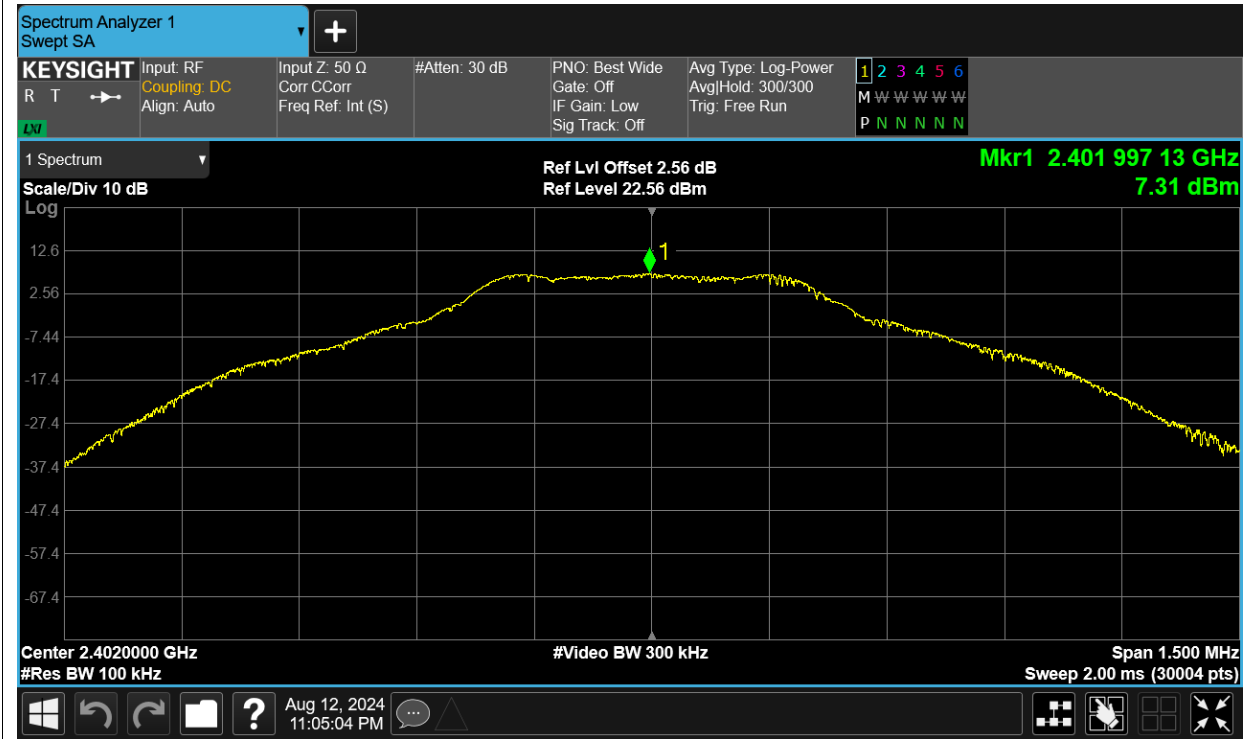 Spectrum Analyzer 1
Swept SA
KEYSIGHT
R T
LXI
Input: RF
Coupling: DC
Align: Auto
Input Z: 50 Ω
Corr CCorr
Freq Ref: Int (S)
#Atten: 30 dB
PNO: Best Wide
Gate: Off
IF Gain: Low
Sig Track: Off
Avg Type: Log-Power
Avg|Hold: 300/300
Trig: Free Run
1 2 3 4 5 6
M W W W W W
P N N N N N
1 Spectrum
Scale/Div 10 dB
Log
Ref Lvl Offset 2.56 dB
Ref Level 22.56 dBm
Mkr1 2.401 997 13 GHz
7.31 dBm
1
12.6
2.56
-7.44
-17.4
-27.4
-37.4
-47.4
-57.4
-67.4
Center 2.4020000 GHz
#Res BW 100 kHz
#Video BW 300 kHz
Span 1.500 MHz
Sweep 2.00 ms (30004 pts)
?
Aug 12, 2024
11:05:04 PM